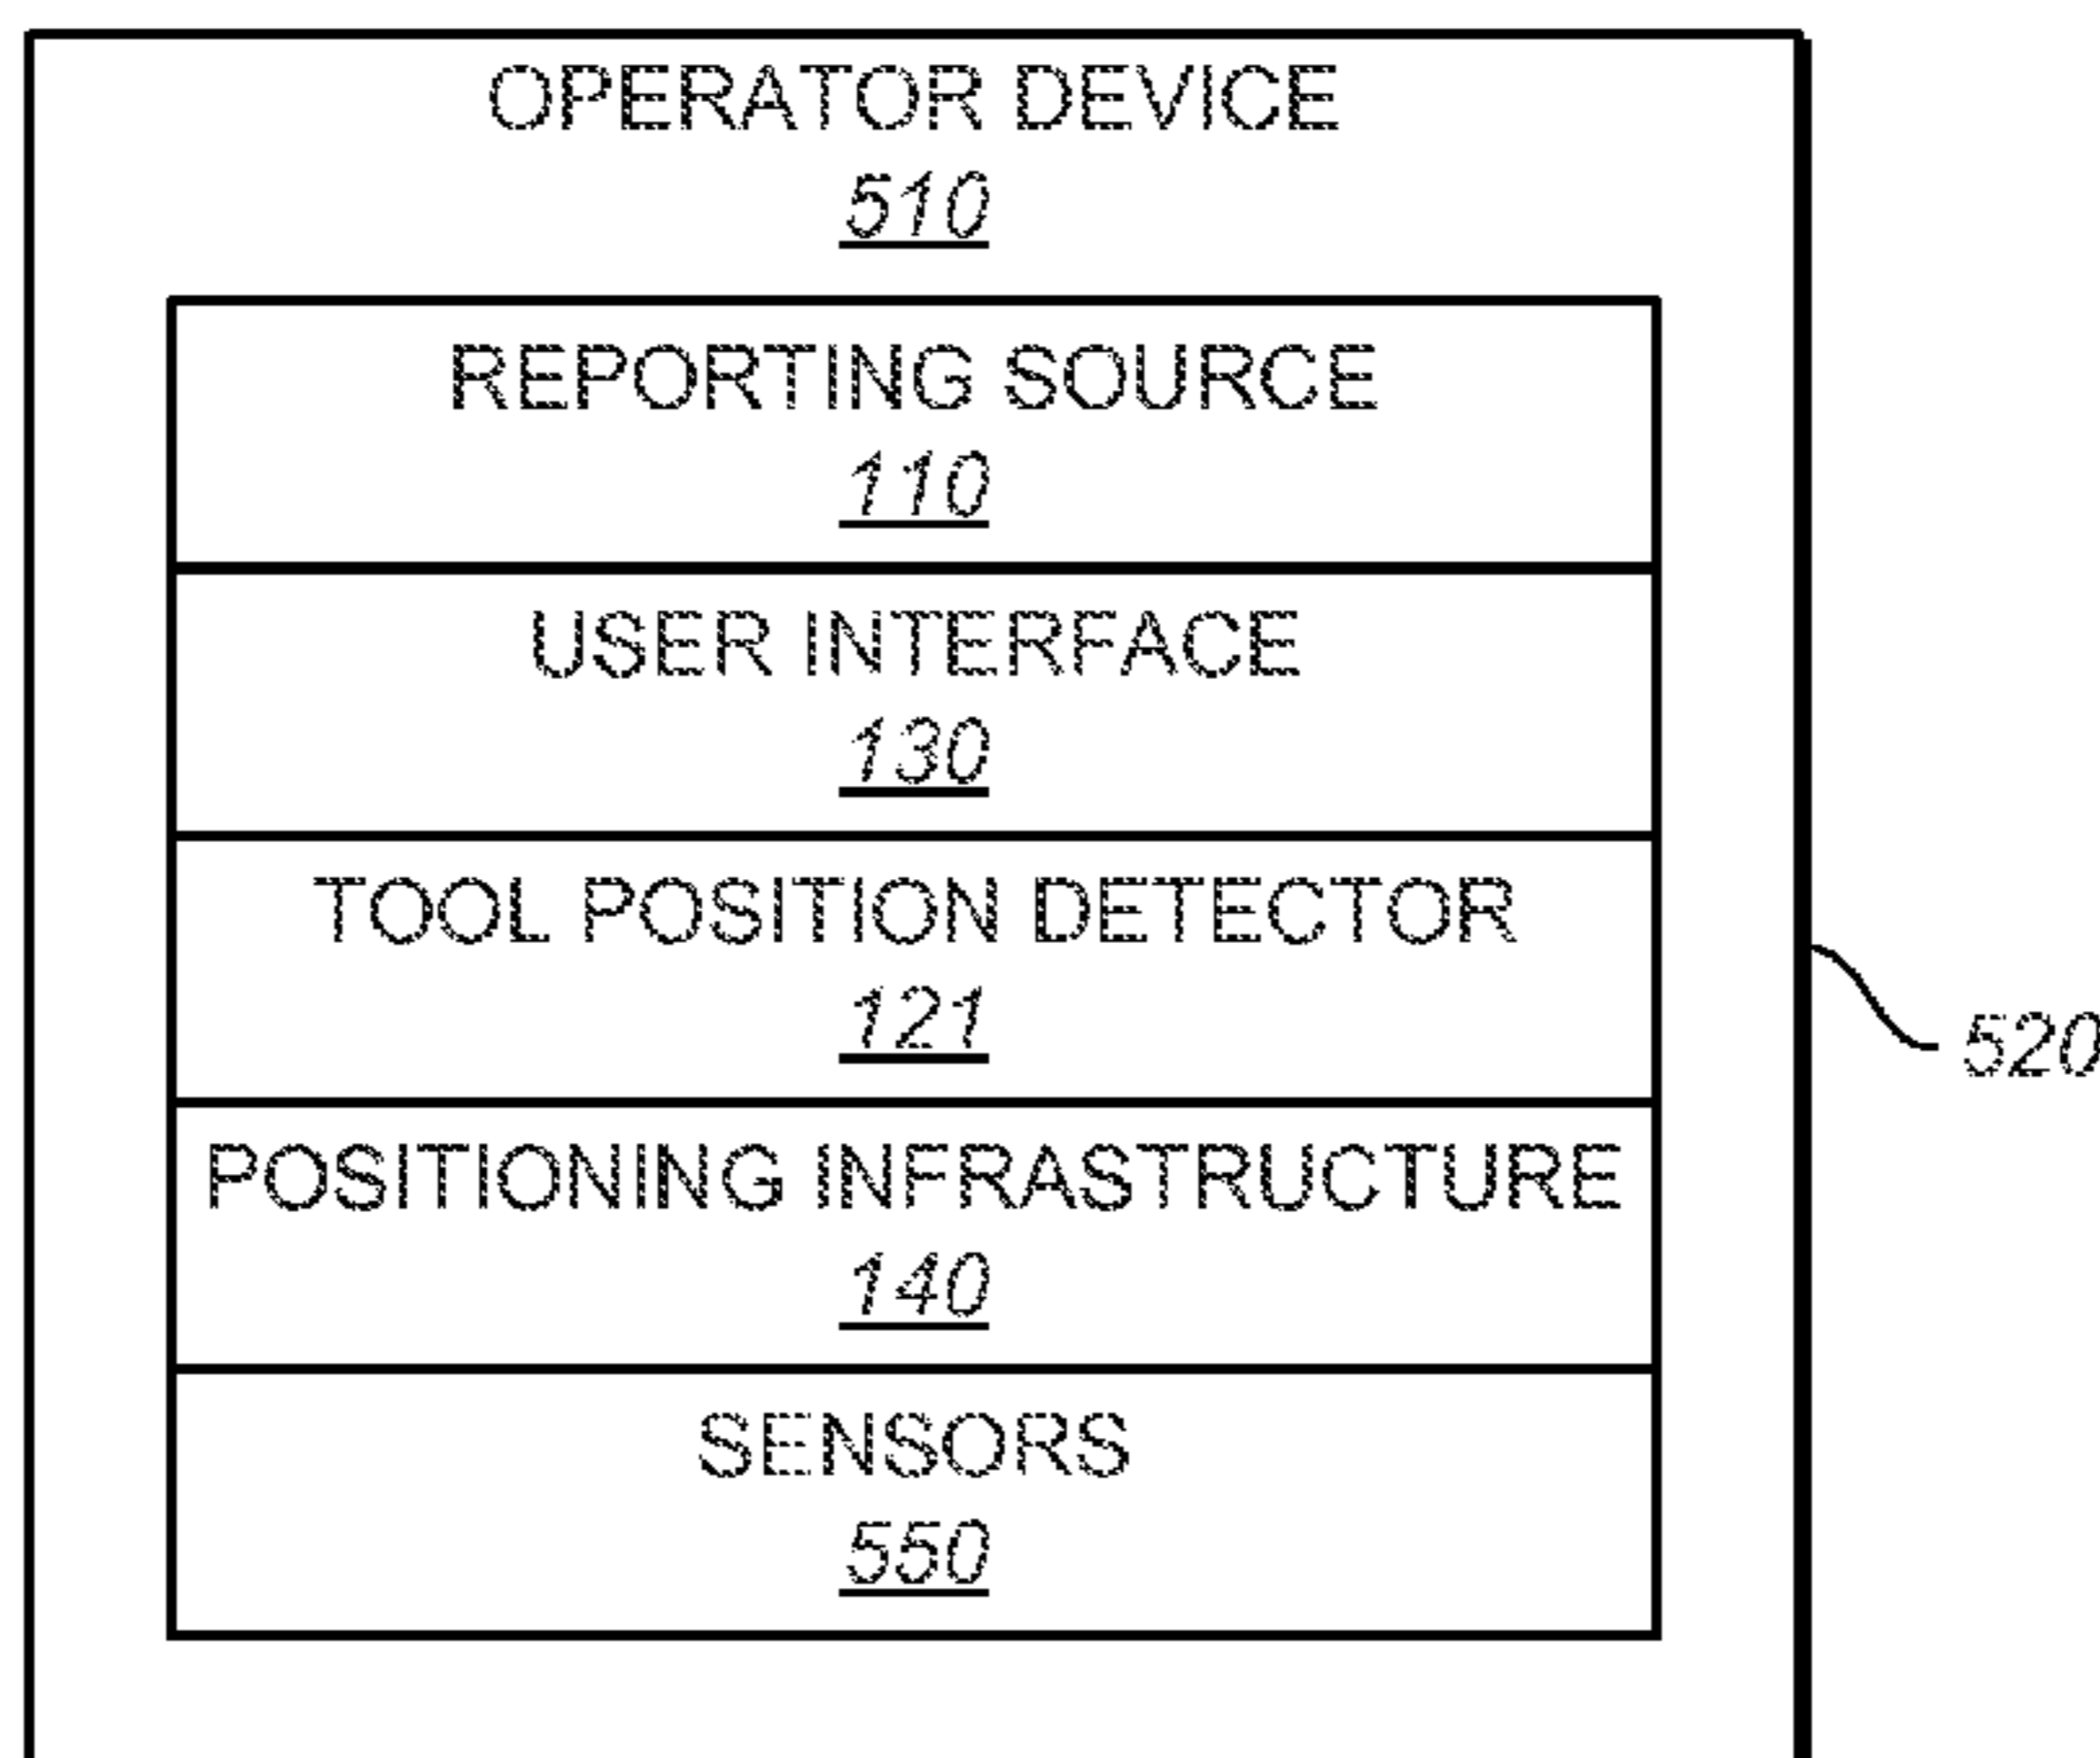 OPERATOR DEVICE
510
REPORTING SOURCE
110
USER INTERFACE
130
TOOL POSITION DETECTOR
121
520
POSITIONING INFRASTRUCTURE
140
SENSORS
550